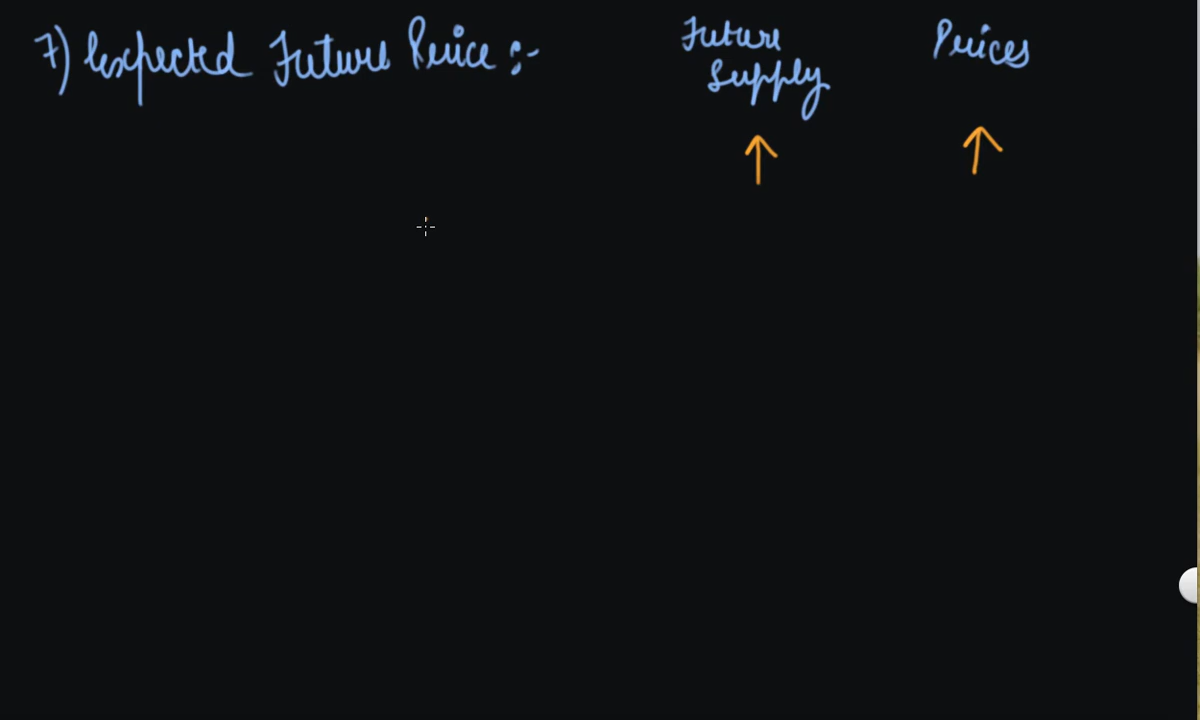 7) Expected Future Price :-
Future Supply
Prices
↑ ↑